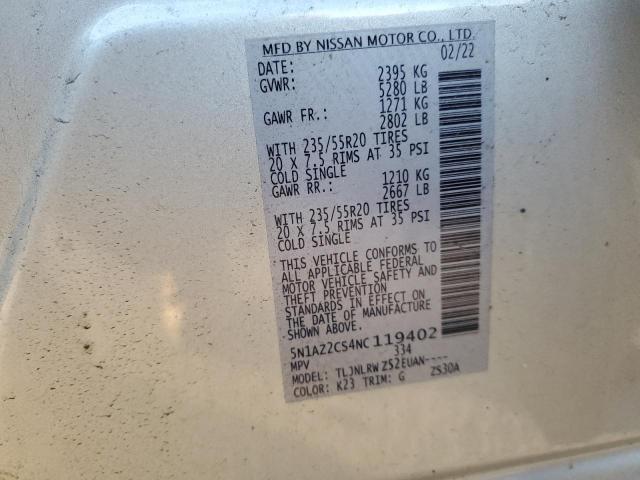 MFD BY NISSAN MOTOR CO., LTD.
DATE: 02/22
GVWR: 2395 KG
5280 LB
GAWR FR.: 1271 KG
2802 LB
WITH 235/55R20 TIRES
20 X 7.5 RIMS AT 35 PSI
COLD SINGLE
GAWR RR.: 1210 KG
2667 LB
WITH 235/55R20 TIRES
20 X 7.5 RIMS AT 35 PSI
COLD SINGLE
THIS VEHICLE CONFORMS TO
ALL APPLICABLE FEDERAL
MOTOR VEHICLE SAFETY AND
THEFT PREVENTION
STANDARDS IN EFFECT ON
THE DATE OF MANUFACTURE
SHOWN ABOVE.
5N1AZ2CS4NC119402
MPV 334
MODEL: TLJNLRWZS2EUAN----
COLOR: K23 TRIM: G ZS30A